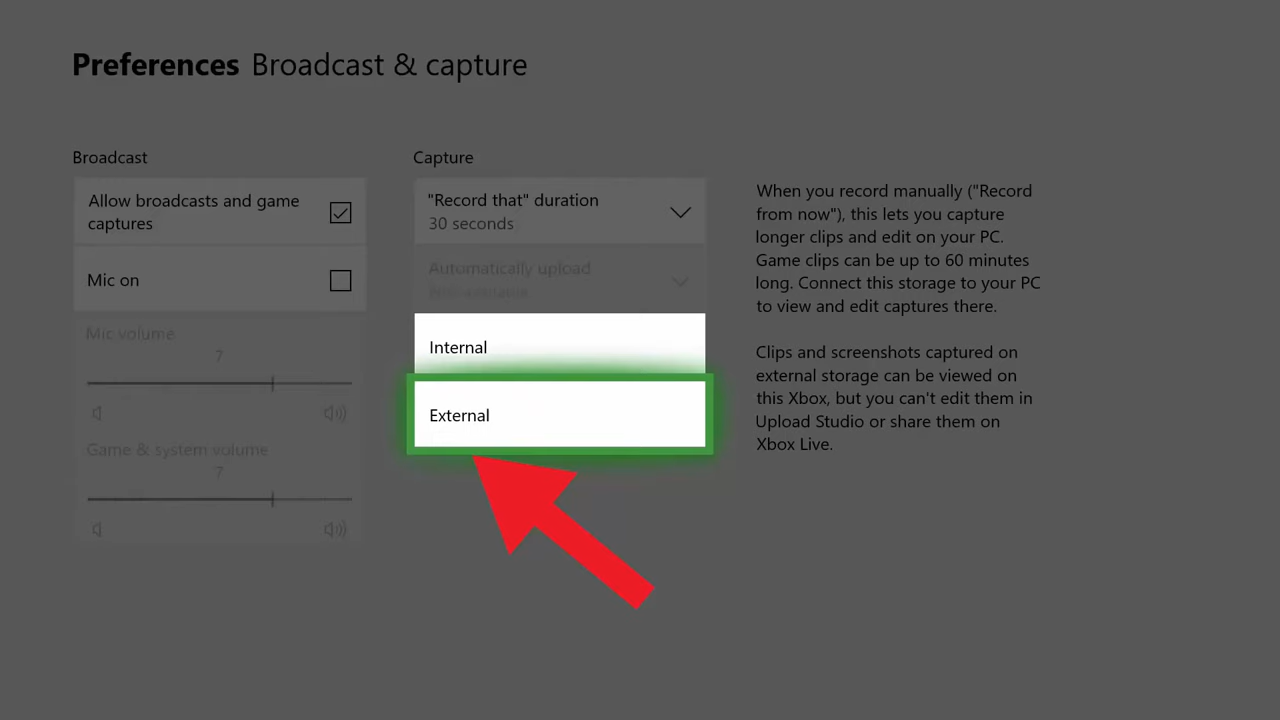 Preferences Broadcast & capture
Broadcast
Allow broadcasts and game
captures
Mic on
Mic volume
7
Game & system volume
7
Capture
"Record that" duration
30 seconds
Automatically upload
Internal
External
When you record manually ("Record
from now"), this lets you capture
longer clips and edit on your PC.
Game clips can be up to 60 minutes
long. Connect this storage to your PC
to view and edit captures there.
Clips and screenshots captured on
external storage can be viewed on
this Xbox, but you can't edit them in
Upload Studio or share them on
Xbox Live.